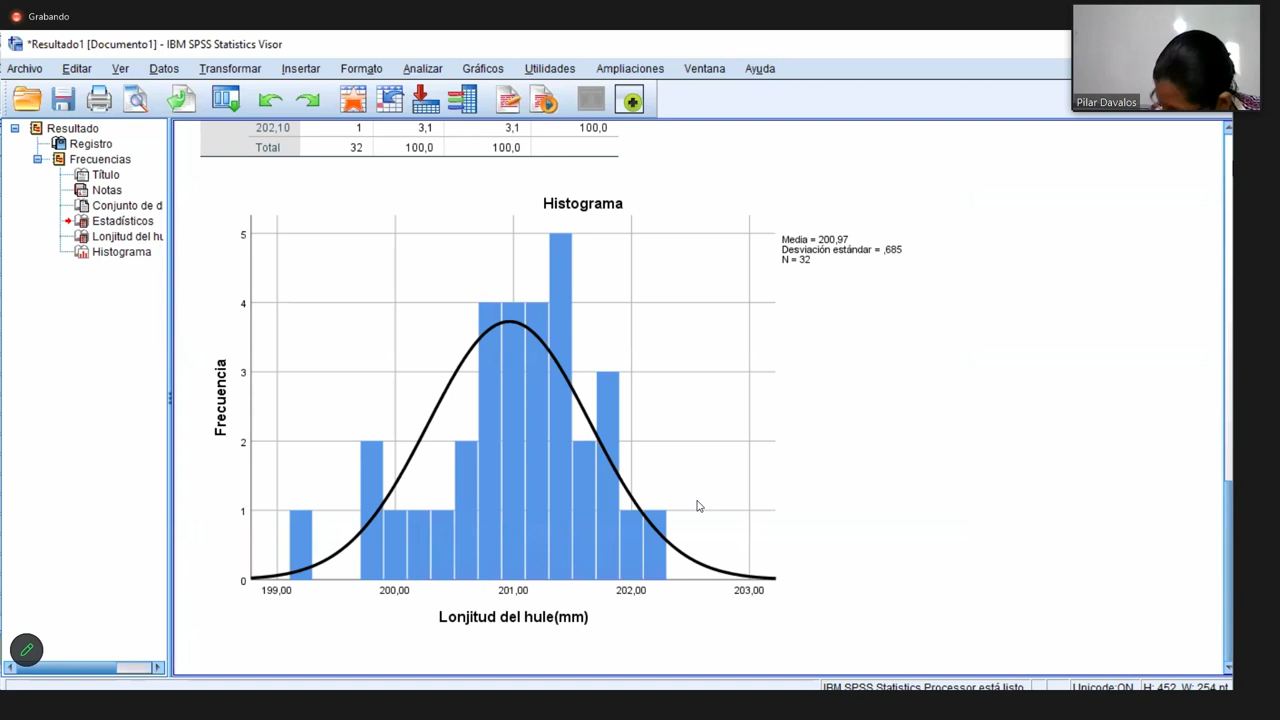 Grabando
*Resultado1 [Documento1] - IBM SPSS Statistics Visor
Archivo Editar Ver Datos Transformar Insertar Formato Analizar Gráficos Utilidades Ampliaciones Ventana Ayuda
Pilar Davalos
Resultado
Registro
Frecuencias
Título
Notas
Conjunto de d
Estadísticos
Lonjitud del hu
Histograma
202,10 1 3,1 3,1 100,0
Total 32 100,0 100,0
Histograma
Media = 200,97
Desviación estándar = ,685
N = 32
Frecuencia
5
4
3
2
1
0
199,00 200,00 201,00 202,00 203,00
Lonjitud del hule(mm)
IBM SPSS Statistics Processor está listo Unicode:ON H: 452, W: 254 pt